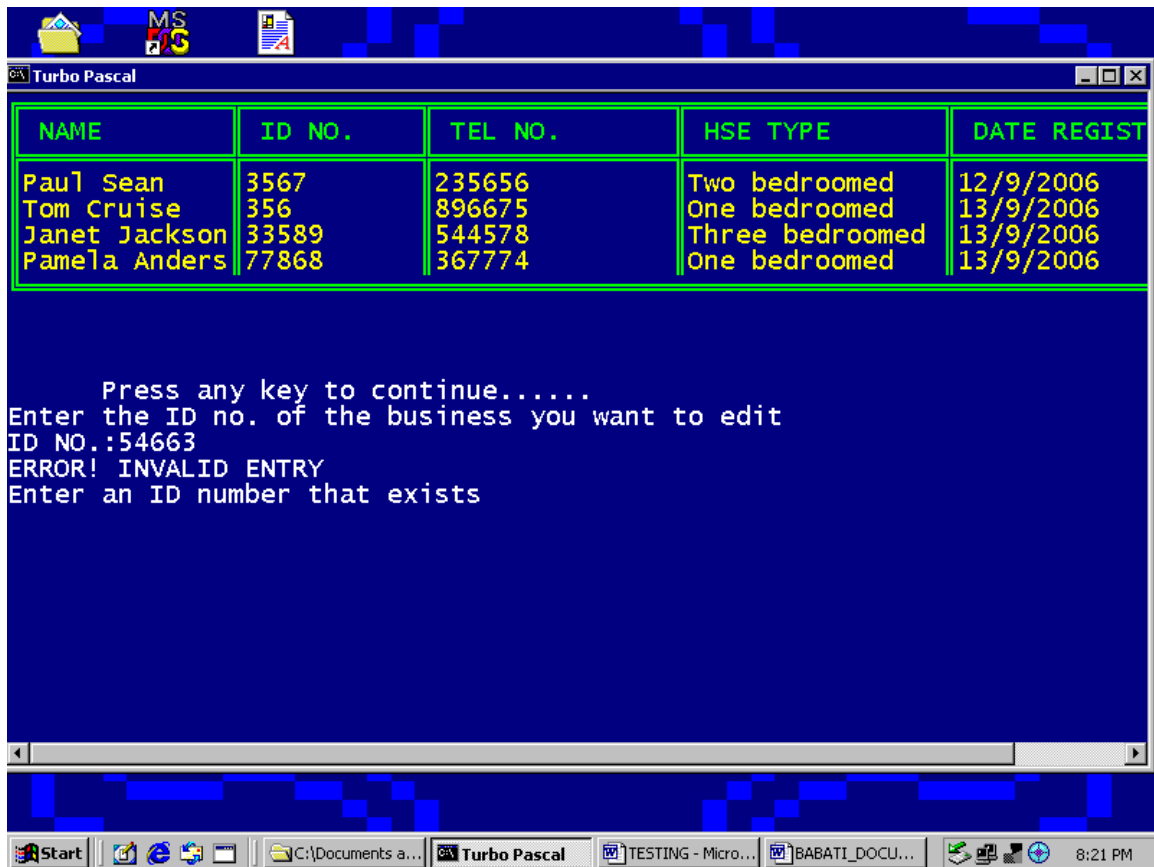 MS
Turbo Pascal
NAME ID NO. TEL NO. HSE TYPE DATE REGIST
Paul Sean 3567 235656 Two bedroomed 12/9/2006
Tom Cruise 356 896675 One bedroomed 13/9/2006
Janet Jackson 33589 544578 Three bedroomed 13/9/2006
Pamela Anders 77868 367774 One bedroomed 13/9/2006
Press any key to continue......
Enter the ID no. of the business you want to edit
ID NO.:54663
ERROR! INVALID ENTRY
Enter an ID number that exists
Start C:\Documents a... Turbo Pascal TESTING - Micro... BABATI_DOCU... 8:21 PM